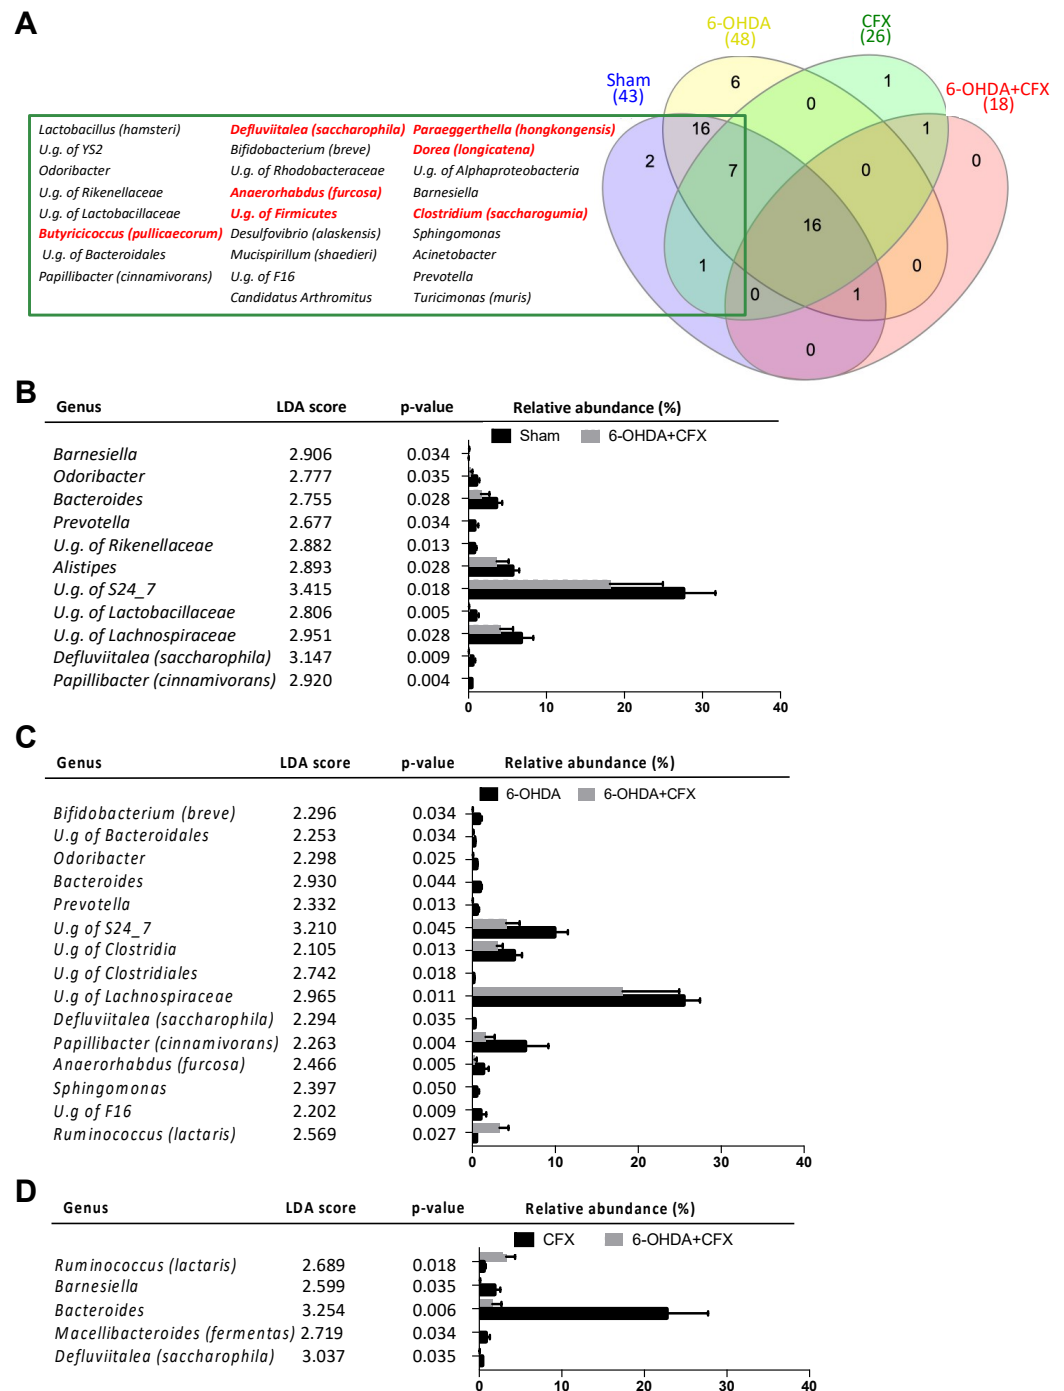 A
6-OHDA
(48)
CFX
(26)
Sham
(43)
6-OHDA+CFX
(18)
6
1
0
16
1
2
7
0
0
16
1
0
0
1
0
Lactobacillus (hamsteri) Defluviitalea (saccharophila) Paraeggerthella (hongkongensis)
U.g. of YS2 Bifidobacterium (breve) Dorea (longicatena)
Odoribacter U.g. of Rhodobacteraceae U.g. of Alphaproteobacteria
U.g. of Rikenellaceae Anaerorhabdus (furcosa) Barnesiella
U.g. of Lactobacillaceae U.g. of Firmicutes Clostridium (saccharogumia)
Butyricicoccus (pullicaecorum) Desulfovibrio (alaskensis) Sphingomonas
U.g. of Bacteroidales Mucispirillum (shaedieri) Acinetobacter
Papillibacter (cinnamivorans) U.g. of F16 Prevotella
Candidatus Arthromitus Turicimonas (muris)
B
Genus LDA score p-value Relative abundance (%)
Sham 6-OHDA+CFX
Barnesiella 2.906 0.034
Odoribacter 2.777 0.035
Bacteroides 2.755 0.028
Prevotella 2.677 0.034
U.g. of Rikenellaceae 2.882 0.013
Alistipes 2.893 0.028
U.g. of S24_7 3.415 0.018
U.g. of Lactobacillaceae 2.806 0.005
U.g. of Lachnospiraceae 2.951 0.028
Defluviitalea (saccharophila) 3.147 0.009
Papillibacter (cinnamivorans) 2.920 0.004
0 10 20 30 40
C
Genus LDA score p-value Relative abundance (%)
6-OHDA 6-OHDA+CFX
Bifidobacterium (breve) 2.296 0.034
U.g of Bacteroidales 2.253 0.034
Odoribacter 2.298 0.025
Bacteroides 2.930 0.044
Prevotella 2.332 0.013
U.g of S24_7 3.210 0.045
U.g of Clostridia 2.105 0.013
U.g of Clostridiales 2.742 0.018
U.g of Lachnospiraceae 2.965 0.011
Defluviitalea (saccharophila) 2.294 0.035
Papillibacter (cinnamivorans) 2.263 0.004
Anaerorhabdus (furcosa) 2.466 0.005
Sphingomonas 2.397 0.050
U.g of F16 2.202 0.009
Ruminococcus (lactaris) 2.569 0.027
0 10 20 30 40
D
Genus LDA score p-value Relative abundance (%)
CFX 6-OHDA+CFX
Ruminococcus (lactaris) 2.689 0.018
Barnesiella 2.599 0.035
Bacteroides 3.254 0.006
Macellibacteroides (fermentas) 2.719 0.034
Defluviitalea (saccharophila) 3.037 0.035
0 10 20 30 40